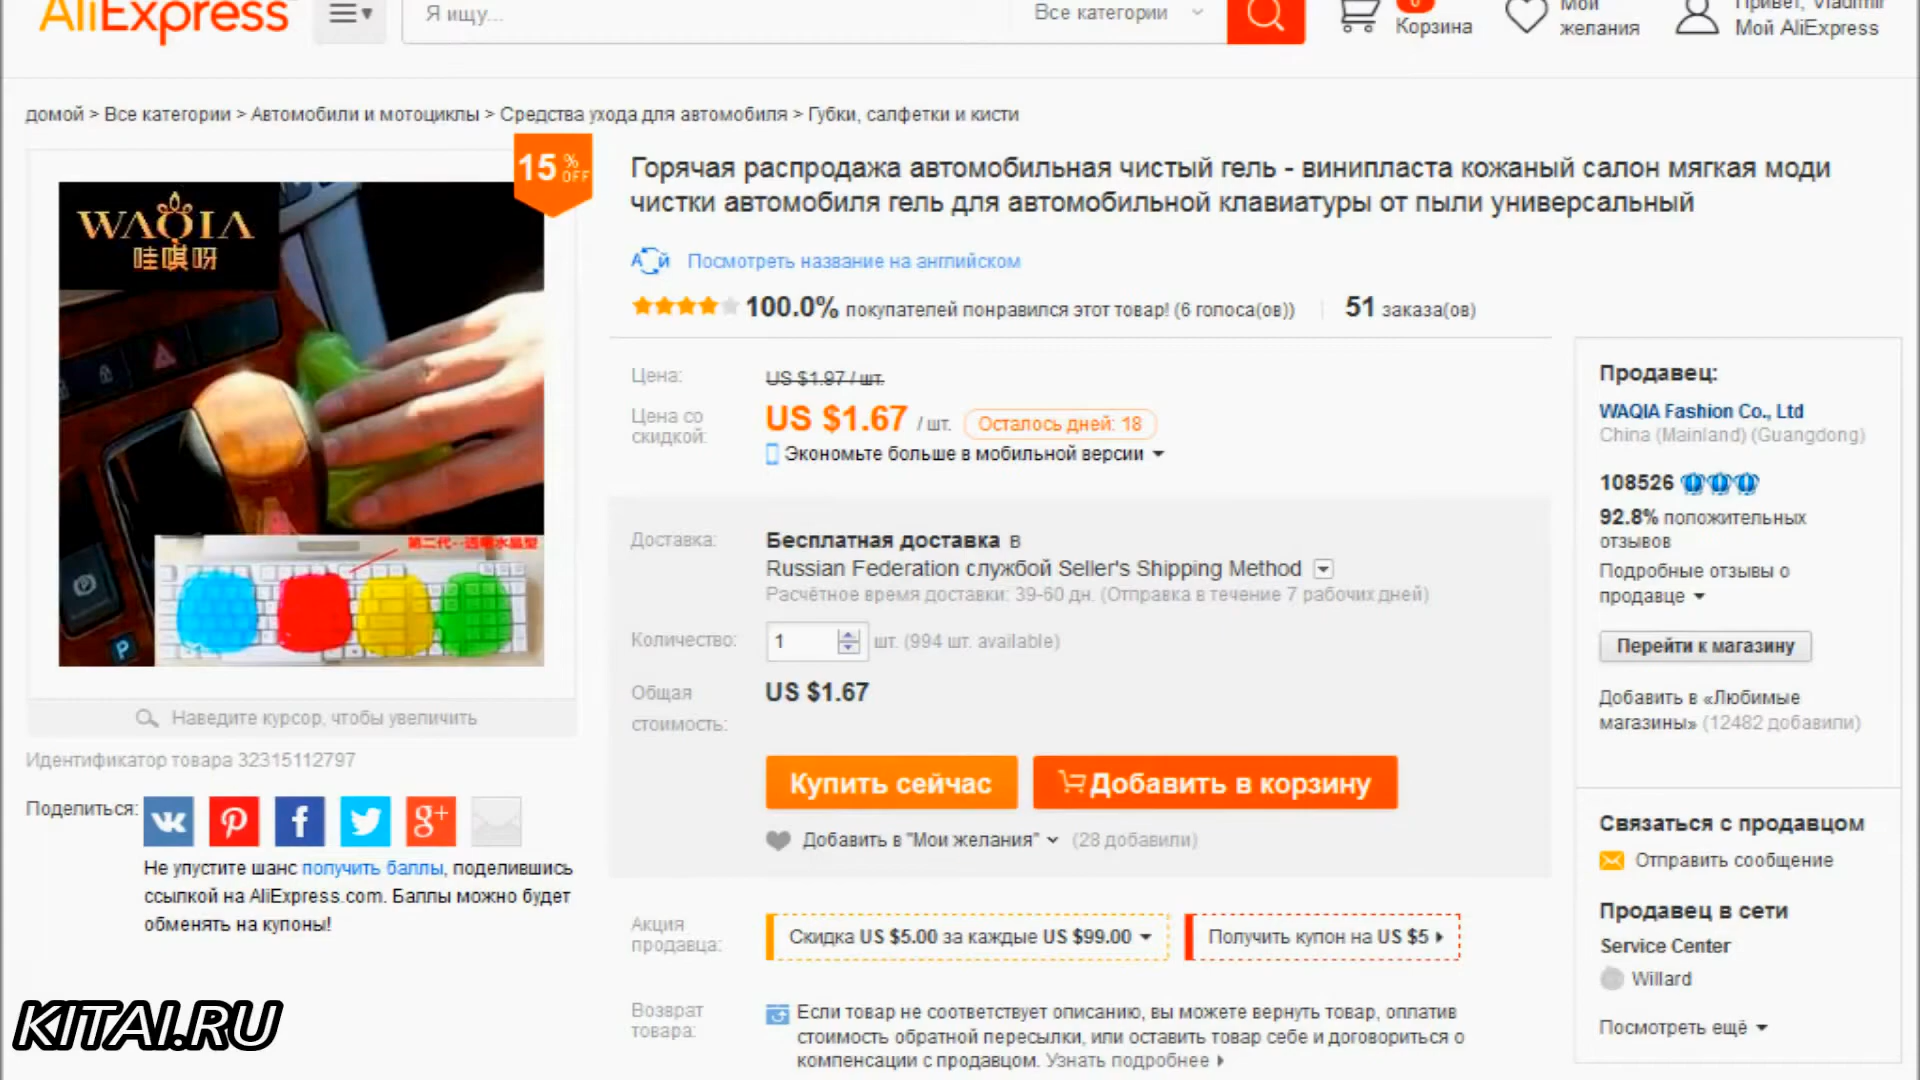 AliExpress
Я ищу...
Все категории
0
Корзина
Мои
желания
Привет, Vladimir
Мой AliExpress
домой > Все категории > Автомобили и мотоциклы > Средства ухода для автомобиля > Губки, салфетки и кисти
15 % OFF
WAQIA
哇唭呀
第二代--透明水晶型
P
Наведите курсор, чтобы увеличить
Идентификатор товара 32315112797
Поделиться:
Не упустите шанс получить баллы, поделившись
ссылкой на AliExpress.com. Баллы можно будет
обменять на купоны!
Горячая распродажа автомобильная чистый гель - винипласта кожаный салон мягкая моди
чистки автомобиля гель для автомобильной клавиатуры от пыли универсальный
Посмотреть название на английском
100.0% покупателей понравился этот товар! (6 голоса(ов))
51 заказа(ов)
Цена:
US $1.97 / шт.
Цена со
скидкой:
US $1.67 / шт.
Осталось дней: 18
Экономьте больше в мобильной версии
Доставка:
Бесплатная доставка в
Russian Federation службой Seller's Shipping Method
Расчётное время доставки: 39-60 дн. (Отправка в течение 7 рабочих дней)
Количество:
1
шт. (994 шт. available)
Общая
стоимость:
US $1.67
Купить сейчас
Добавить в корзину
Добавить в "Мои желания"
(28 добавили)
Акция
продавца:
Скидка US $5.00 за каждые US $99.00
Получить купон на US $5
Возврат
товара:
Если товар не соответствует описанию, вы можете вернуть товар, оплатив
стоимость обратной пересылки, или оставить товар себе и договориться о
компенсации с продавцом. Узнать подробнее
Продавец:
WAQIA Fashion Co., Ltd
China (Mainland) (Guangdong)
108526
92.8% положительных
отзывов
Подробные отзывы о
продавце
Перейти к магазину
Добавить в «Любимые
магазины» (12482 добавили)
Связаться с продавцом
Отправить сообщение
Продавец в сети
Service Center
Willard
Посмотреть ещё
KITAI.RU